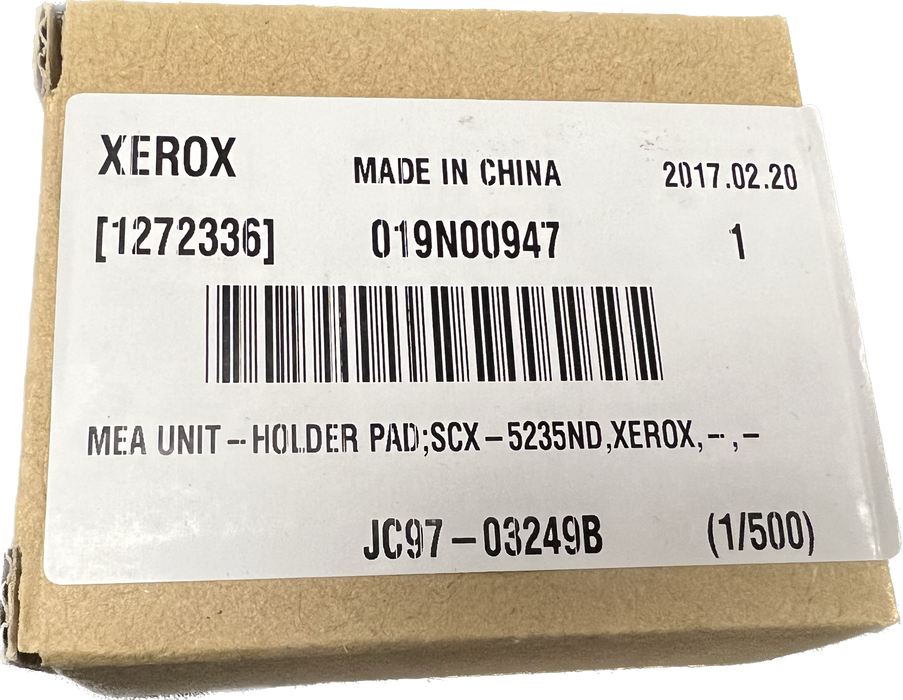 XEROX MADE IN CHINA 2017.02.20
[1272336] 019N00947 1
MEA UNIT-HOLDER PAD;SCX-5235ND,XEROX,-,-
JC97-03249B (1/500)